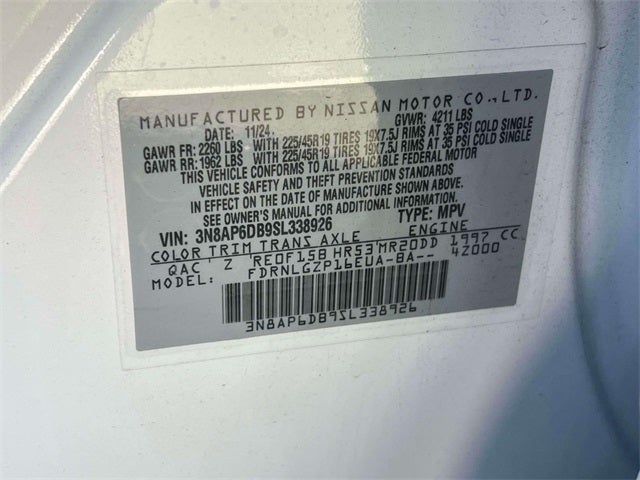 MANUFACTURED BY NISSAN MOTOR CO.,LTD.
DATE: 11/24 GVWR: 4211 LBS
GAWR FR: 2260 LBS WITH 225/45R19 TIRES 19X7.5J RIMS AT 35 PSI COLD SINGLE
GAWR RR: 1962 LBS WITH 225/45R19 TIRES 19X7.5J RIMS AT 35 PSI COLD SINGLE
THIS VEHICLE CONFORMS TO ALL APPLICABLE FEDERAL MOTOR
VEHICLE SAFETY AND THEFT PREVENTION STANDARDS
IN EFFECT ON THE DATE OF MANUFACTURE SHOWN ABOVE.
SEE OWNER'S MANUAL FOR ADDITIONAL INFORMATION.
VIN: 3N8AP6DB9SL338926 TYPE: MPV
COLOR TRIM TRANS AXLE ENGINE
QAC Z RE0F15B HR53 MR20DD 1997 CC
MODEL: FDRNLGZP16EUA-BA-- 4Z000
3N8AP6DB9SL338926